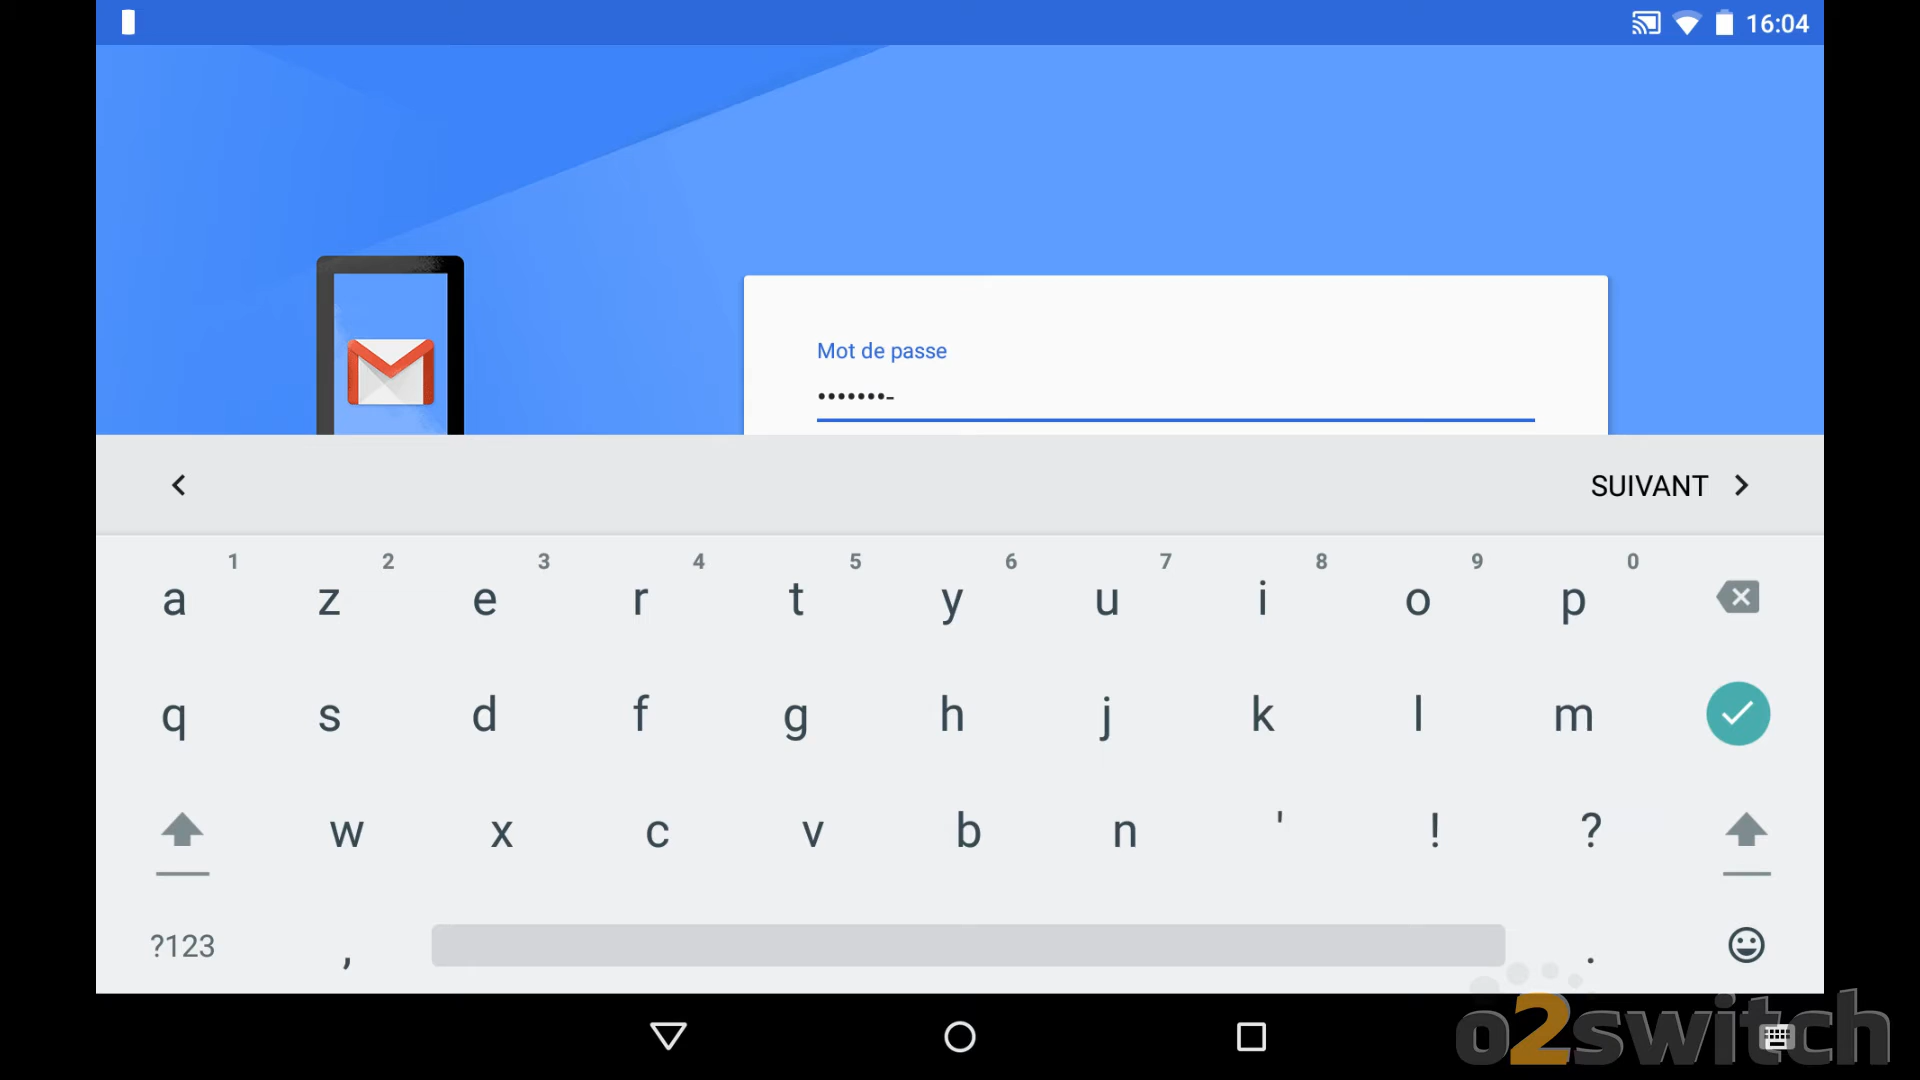 16:04
Mot de passe
•••••••-
SUIVANT
1 2 3 4 5 6 7 8 9 0
a z e r t y u i o p
q s d f g h j k l m
w x c v b n ' ! ?
?123 , .
o2switch